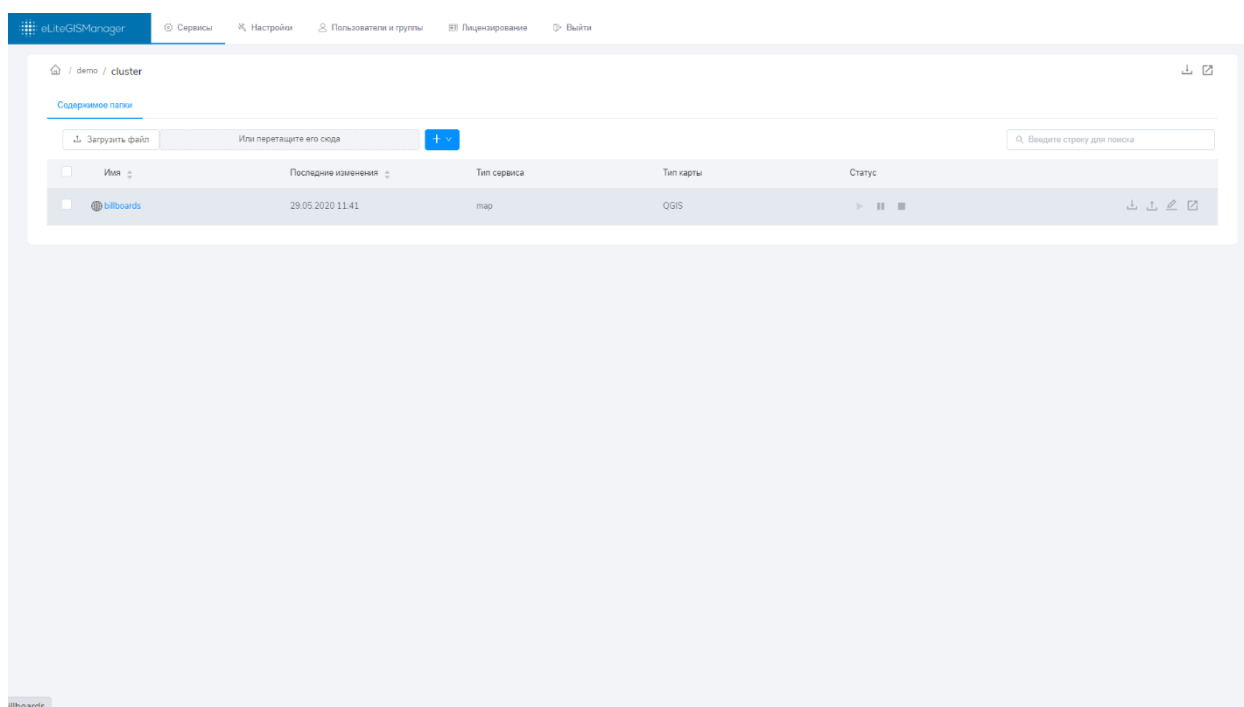 eLiteGISManager Сервисы Настройки Пользователи и группы Лицензирование Выйти
/ demo / cluster
Содержимое папки
Загрузить файл Или перетащите его сюда Введите строку для поиска
Имя Последние изменения Тип сервиса Тип карты Статус
billboards 29.05.2020 11:41 map QGIS
illboards